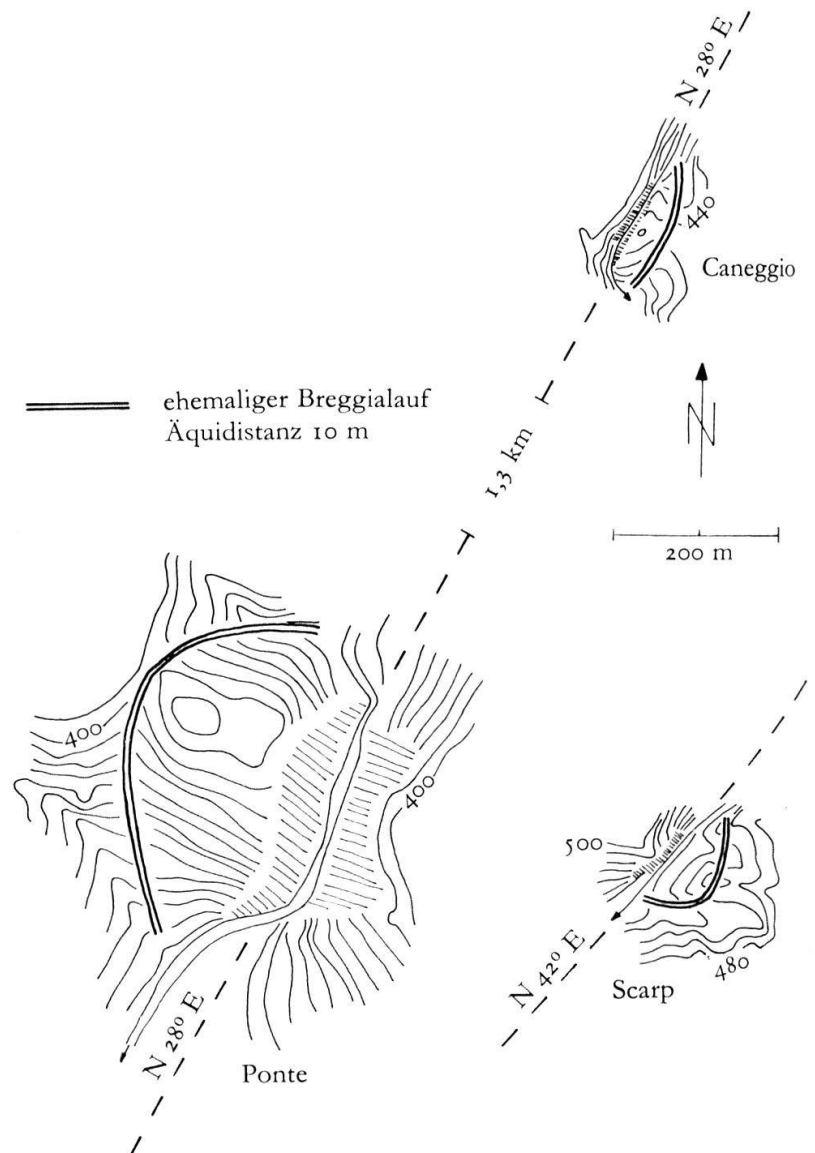 N 28° E
440
Caneggio
ehemaliger Breggialauf
Äquidistanz 10 m
1,3 km
N
200 m
400
400
500
N 42° E
480
Scarp
N 28° E
Ponte